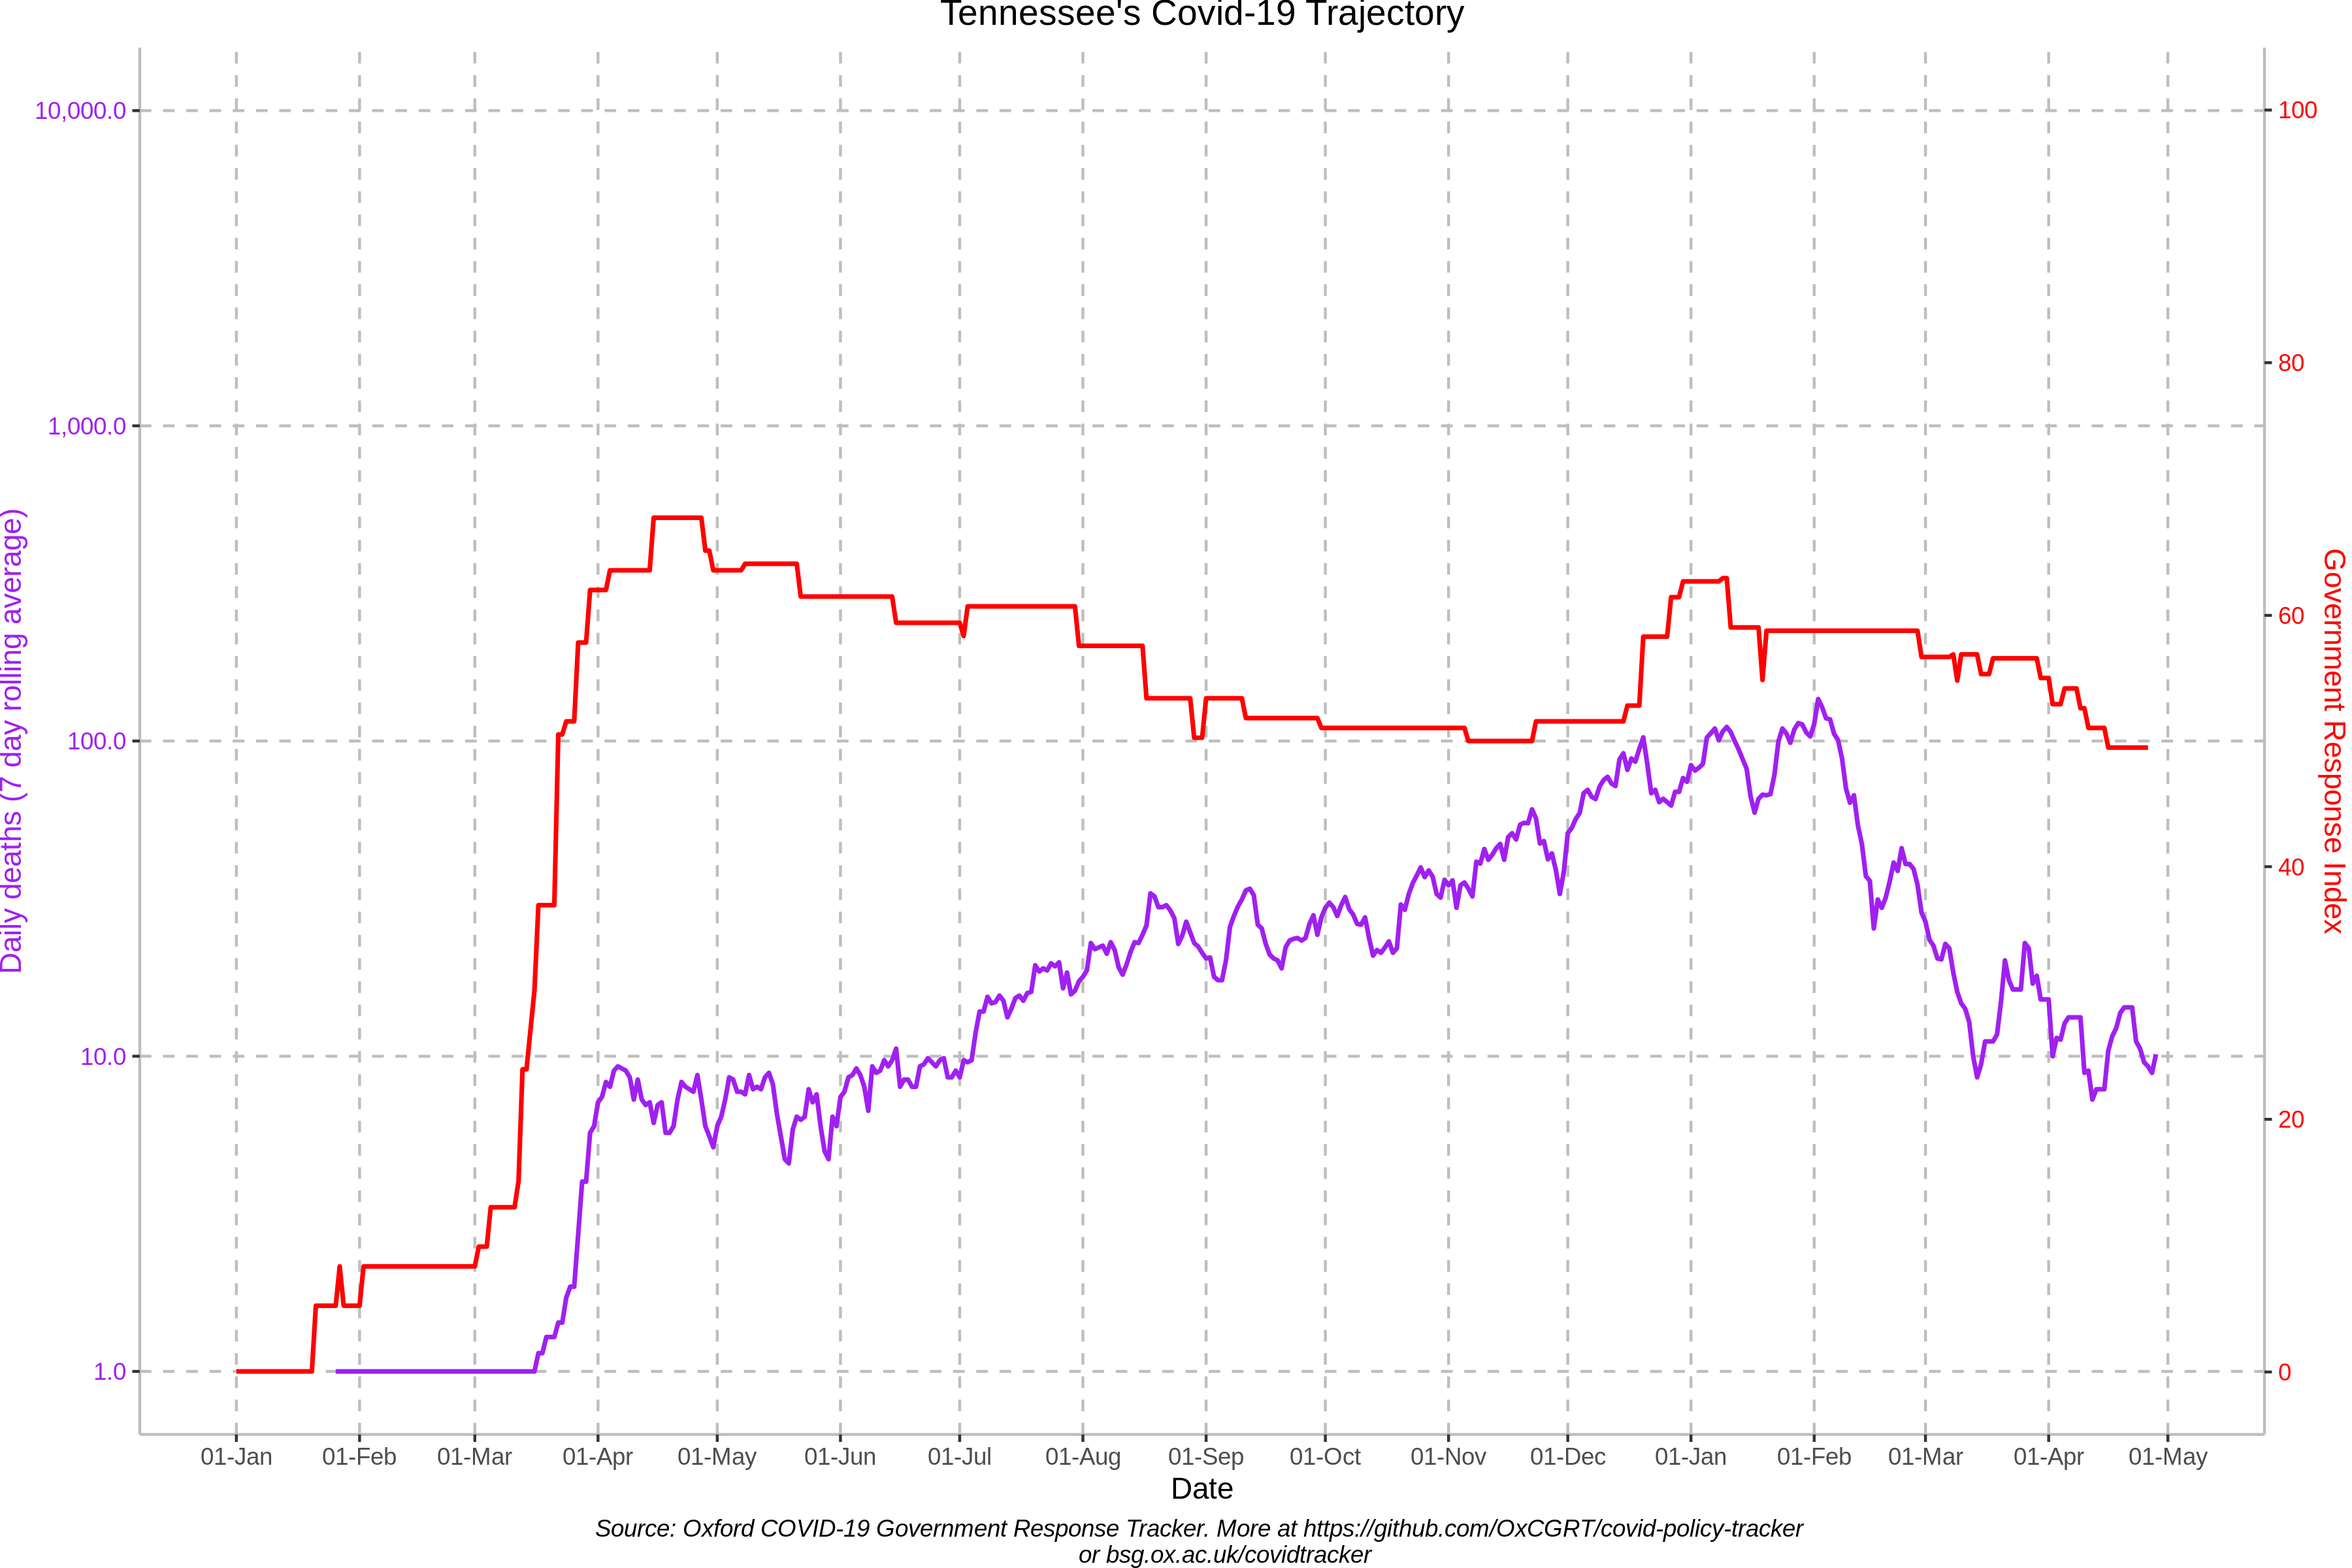 Tennessee's Covid-19 Trajectory
10,000.0
1,000.0
100.0
10.0
1.0
Daily deaths (7 day rolling average)
100
80
60
40
20
0
Government Response Index
01-Jan 01-Feb 01-Mar 01-Apr 01-May 01-Jun 01-Jul 01-Aug 01-Sep 01-Oct 01-Nov 01-Dec 01-Jan 01-Feb 01-Mar 01-Apr 01-May
Date
Source: Oxford COVID-19 Government Response Tracker. More at https://github.com/OxCGRT/covid-policy-tracker
or bsg.ox.ac.uk/covidtracker